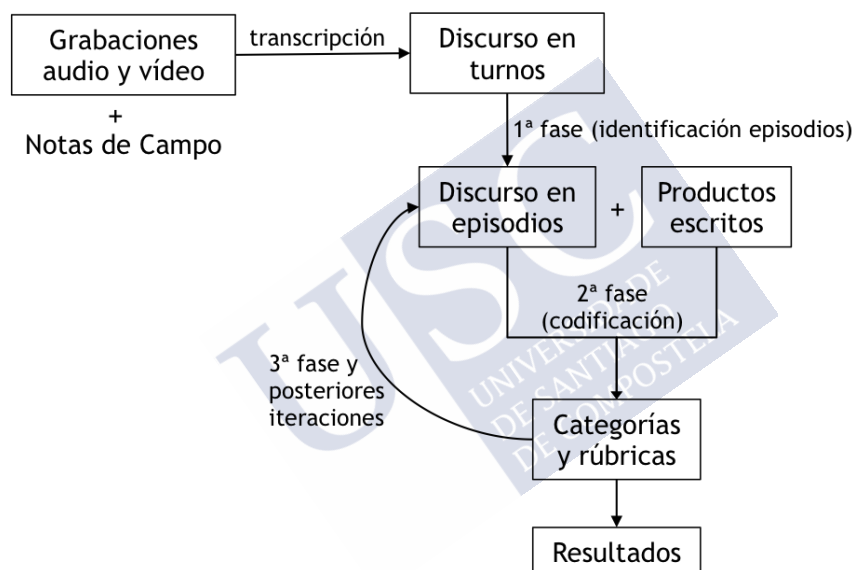 Grabaciones
audio y vídeo
+
Notas de Campo
transcripción
Discurso en
turnos
1ª fase (identificación episodios)
Discurso en
episodios
+
Productos
escritos
2ª fase
(codificación)
3ª fase y
posteriores
iteraciones
Categorías
y rúbricas
Resultados
USC
UNIVERSIDADE
DE SANTIAGO
DE COMPOSTELA